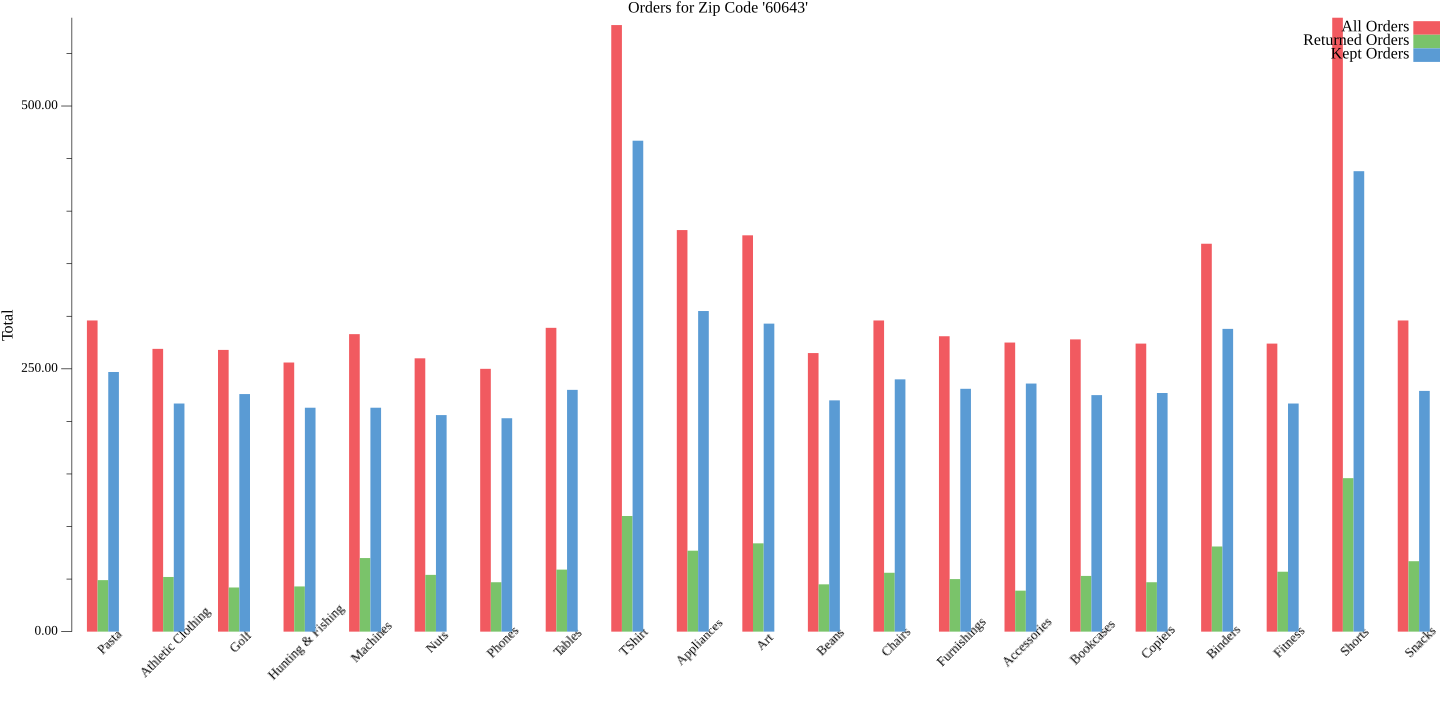 Orders for Zip Code '60643'
All Orders
Returned Orders
Kept Orders
500.00
250.00
0.00
Total
Pasta
Athletic Clothing
Golf
Hunting & Fishing
Machines
Nuts
Phones
Tables
TShirt
Appliances
Art
Beans
Chairs
Furnishings
Accessories
Bookcases
Copiers
Binders
Fitness
Shorts
Snacks